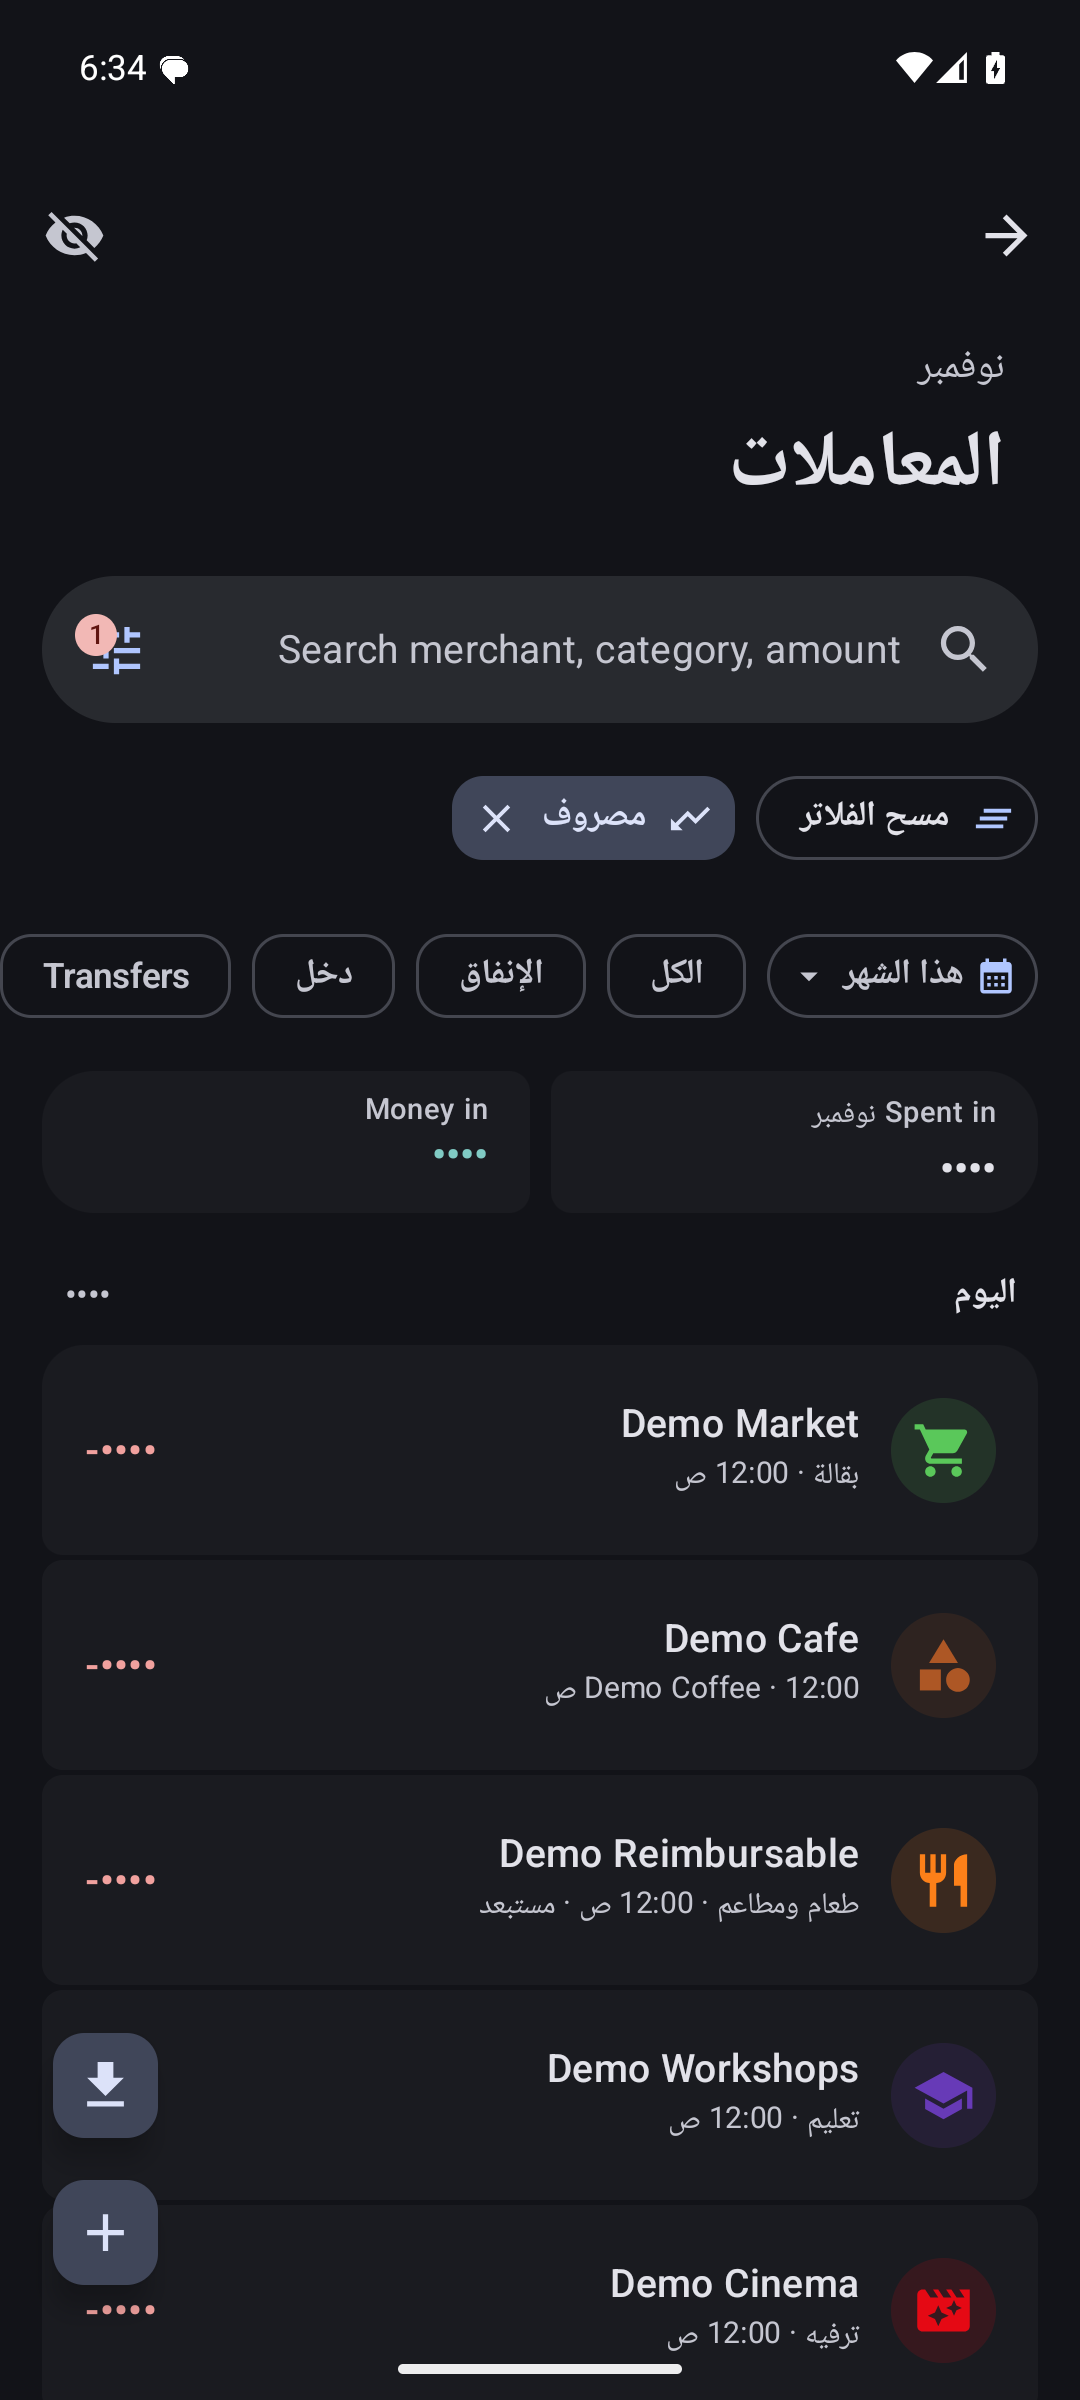 6:34
نوفمبر
المعاملات
Search merchant, category, amount
1
مسح الفلاتر
مصروف
هذا الشهر
الكل
الإنفاق
دخل
Transfers
Spent in نوفمبر
••••
Money in
••••
اليوم
••••
Demo Market
بقالة · 12:00 ص
-••••
Demo Cafe
Demo Coffee · 12:00 ص
-••••
Demo Reimbursable
طعام ومطاعم · 12:00 ص · مستبعد
-••••
Demo Workshops
تعليم · 12:00 ص
Demo Cinema
ترفيه · 12:00 ص
-••••